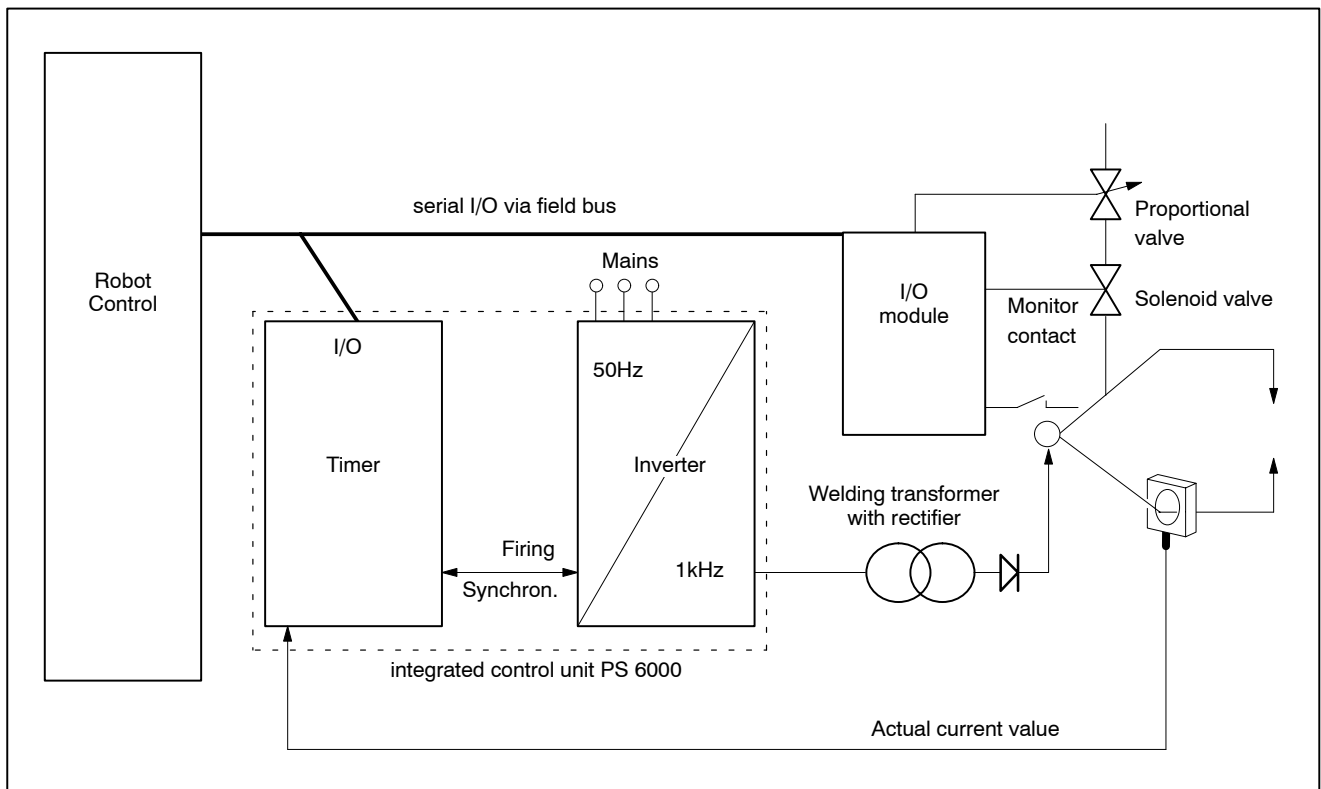 serial I/O via field bus
Proportional
valve
Robot
Control
Mains
I/O
module
Monitor
contact
Solenoid valve
I/O
50Hz
Timer
Inverter
Welding transformer
with rectifier
Firing
Synchron.
1kHz
integrated control unit PS 6000
Actual current value